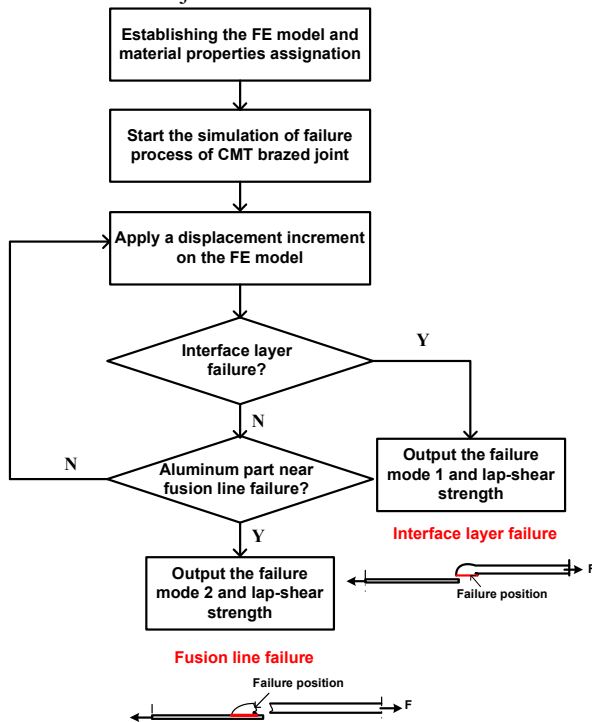 Establishing the FE model and
material properties assignation
Start the simulation of failure
process of CMT brazed joint
Apply a displacement increment
on the FE model
Interface layer
failure?
Y
N
N
Aluminum part near
fusion line failure?
Output the failure
mode 1 and lap-shear
strength
Y
Interface layer failure
Output the failure
mode 2 and lap-shear
strength
F
Failure position
Fusion line failure
Failure position
F